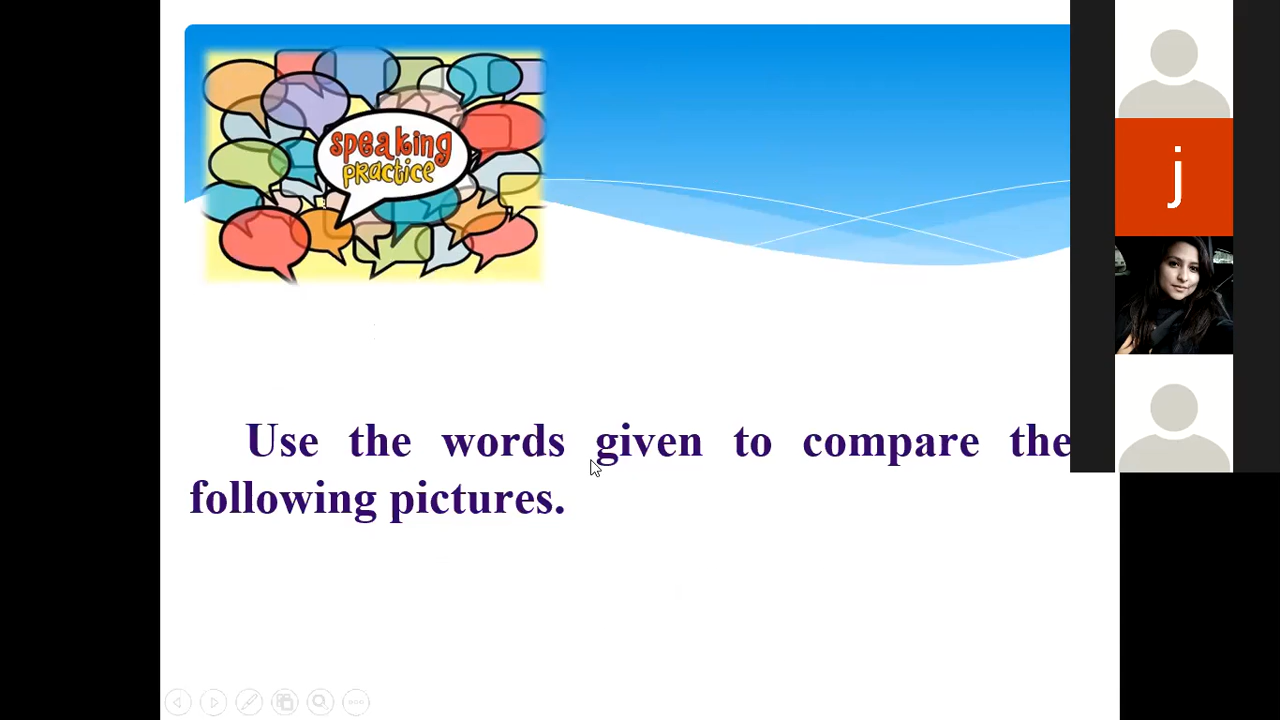 speaking
practice
j
Use the words given to compare the
following pictures.